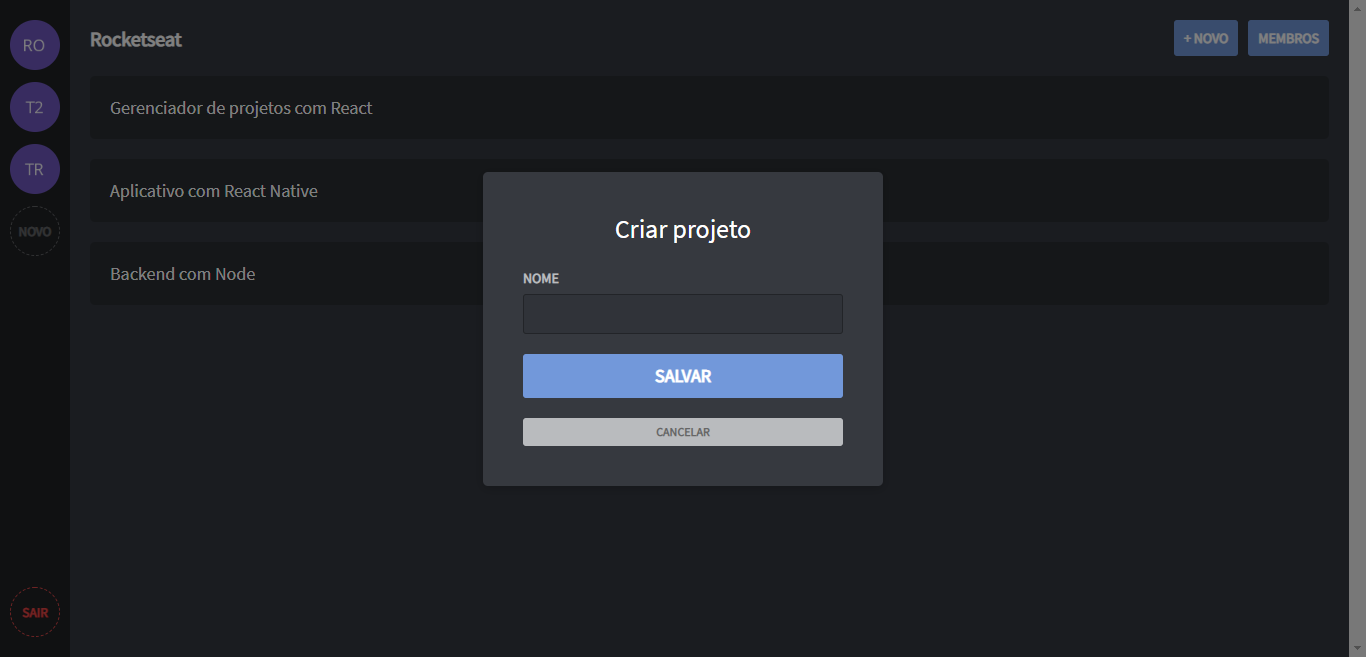 RO
T2
TR
NOVO
SAIR
Rocketseat
+ NOVO
MEMBROS
Gerenciador de projetos com React
Aplicativo com React Native
Backend com Node
Criar projeto
NOME
SALVAR
CANCELAR